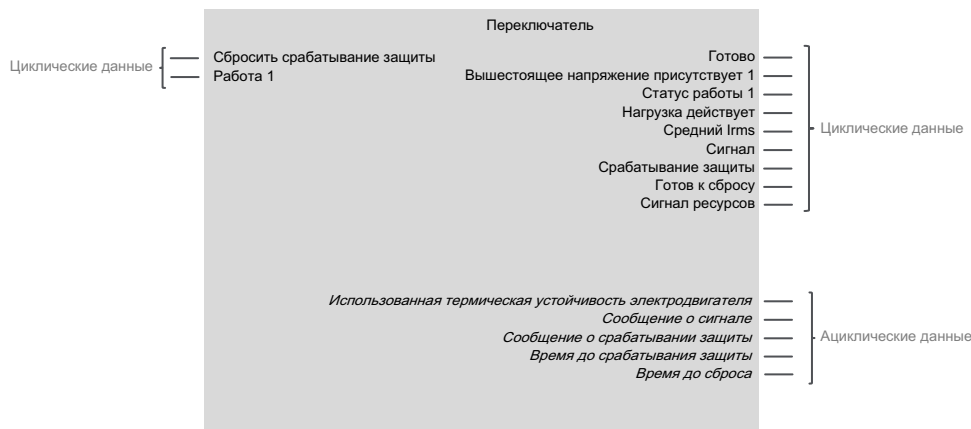 Переключатель
Циклические данные
Сбросить срабатывание защиты
Работа 1
Готово
Вышестоящее напряжение присутствует 1
Статус работы 1
Нагрузка действует
Средний Irms
Сигнал
Срабатывание защиты
Готов к сбросу
Сигнал ресурсов
Циклические данные
Использованная термическая устойчивость электродвигателя
Сообщение о сигнале
Сообщение о срабатывании защиты
Время до срабатывания защиты
Время до сброса
Ациклические данные